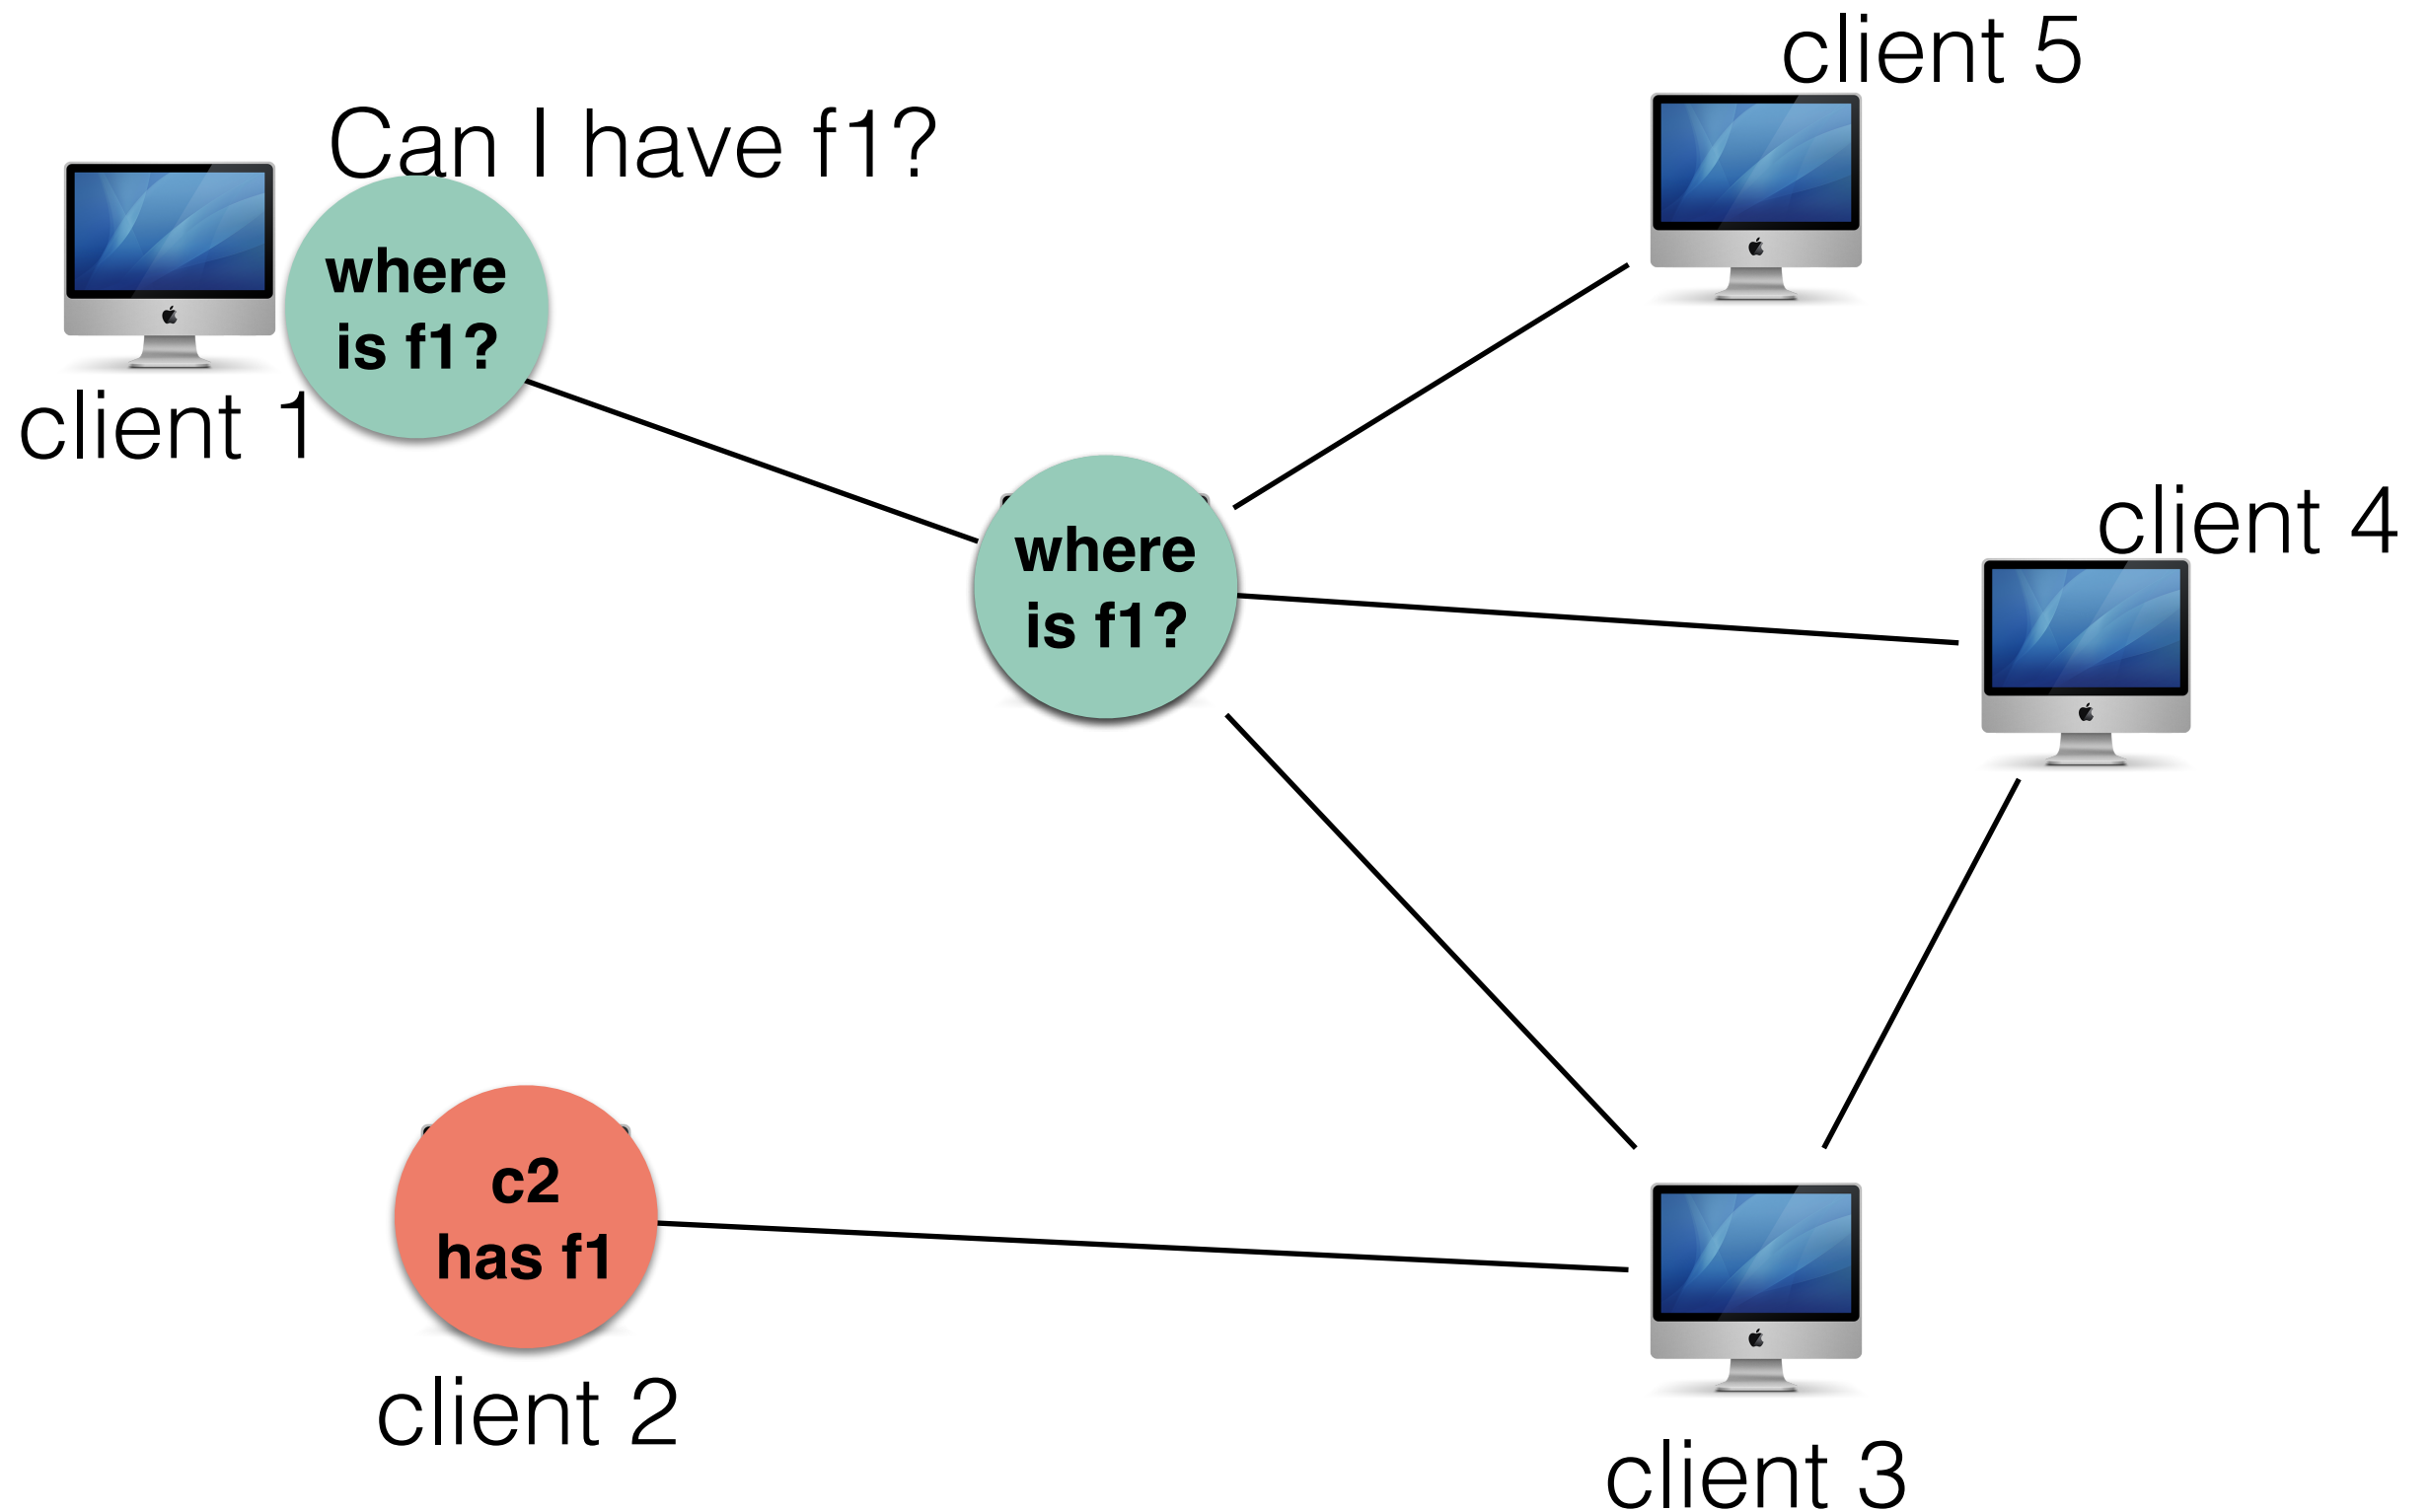 client 5
Can I have f1?
where
is f1?
client 1
client 4
where
is f1?
c2
has f1
client 2
client 3